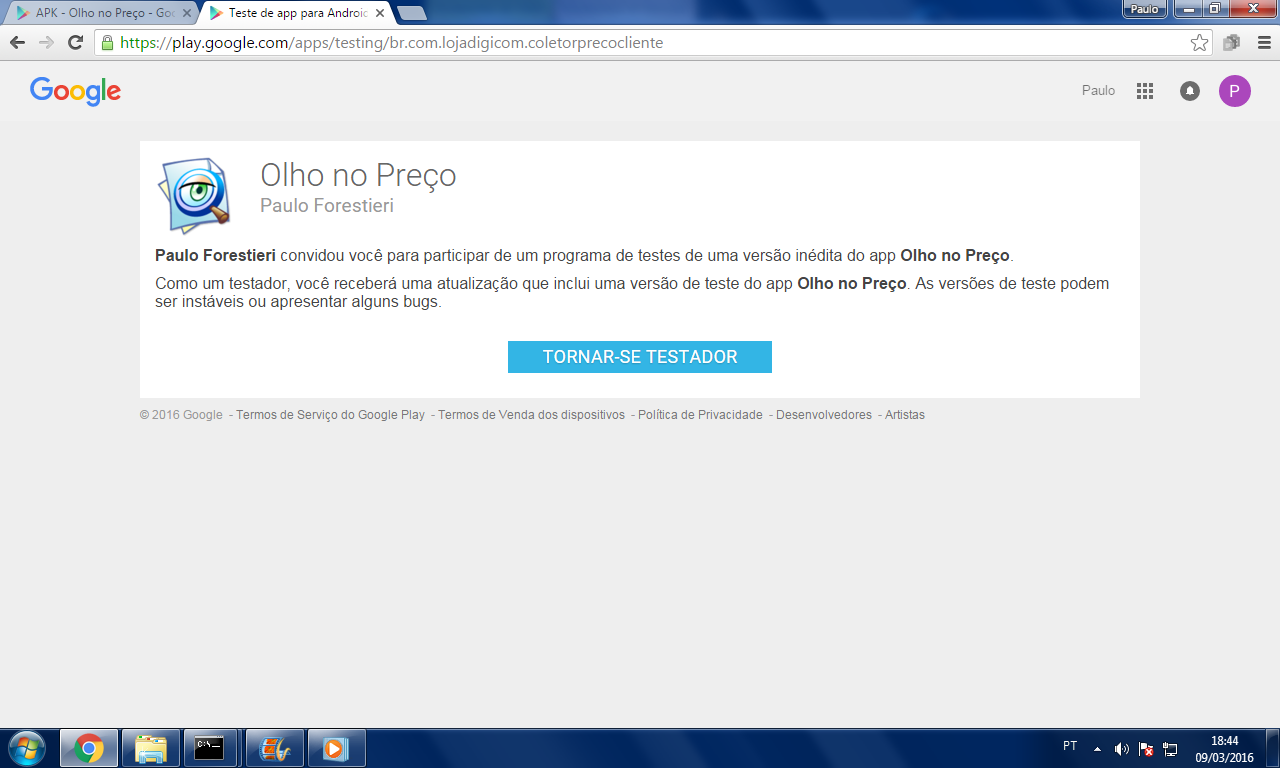 APK - Olho no Preço - Goo
Teste de app para Android
Paulo
https://play.google.com/apps/testing/br.com.lojadigicom.coletorprecocliente
Google
Paulo
P
Olho no Preço
Paulo Forestieri
Paulo Forestieri convidou você para participar de um programa de testes de uma versão inédita do app Olho no Preço.
Como um testador, você receberá uma atualização que inclui uma versão de teste do app Olho no Preço. As versões de teste podem
ser instáveis ou apresentar alguns bugs.
TORNAR-SE TESTADOR
© 2016 Google - Termos de Serviço do Google Play - Termos de Venda dos dispositivos - Política de Privacidade - Desenvolvedores - Artistas
C:\
PT
18:44
09/03/2016